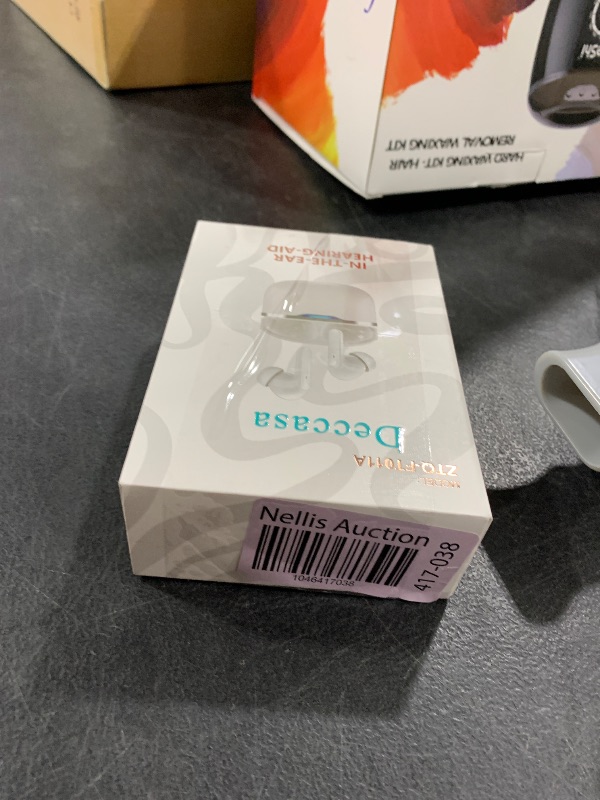 HARD WAXING KIT- HAIR
REMOVAL WAXING KIT
MODEL:
ZTQ-FT011A
Deccasa
IN-THE-EAR
HEARING-AID
Nellis Auction
1046417038
417-038